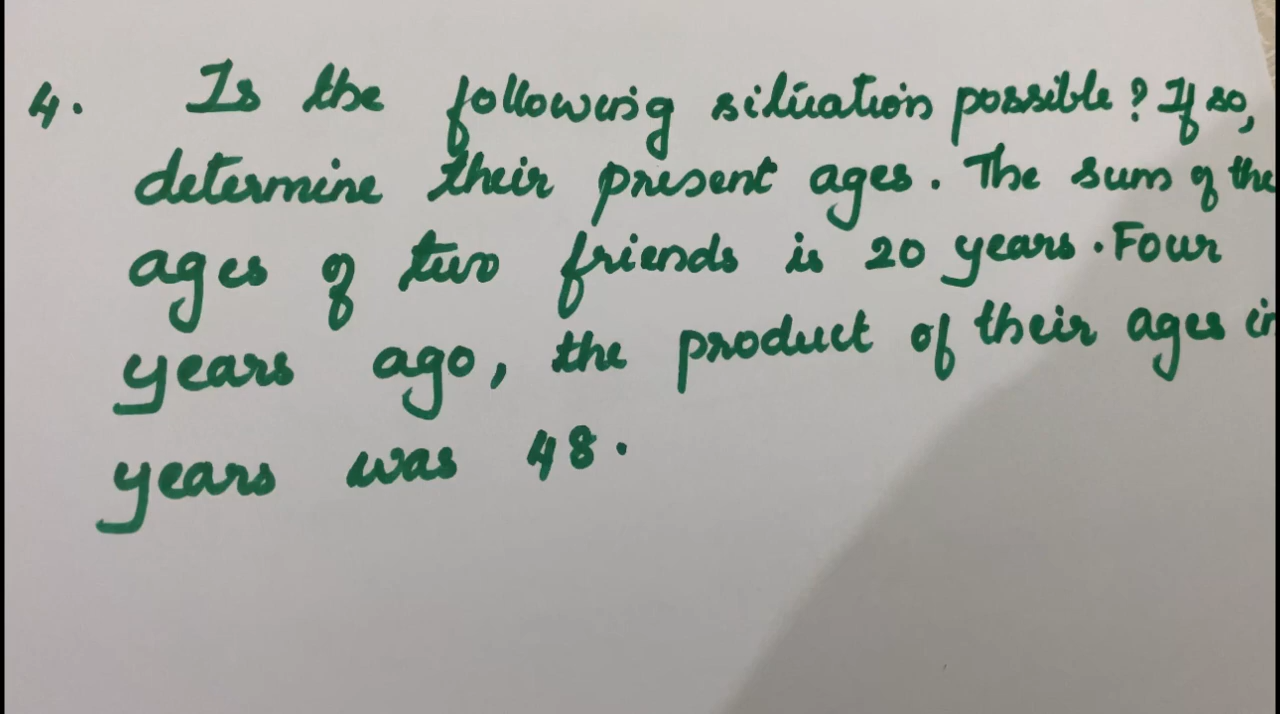 4. Is the following situation possible? If so,
determine their present ages. The sum of the
ages of two friends is 20 years. Four
years ago, the product of their ages in
years was 48.